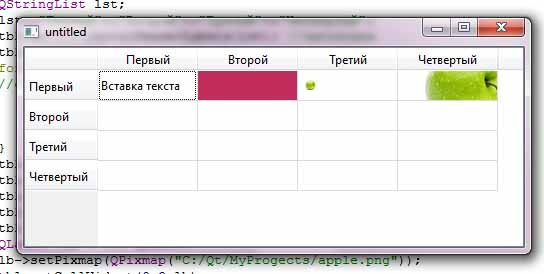 QStringList lst;
untitled
Первый Второй Третий Четвертый
Первый Вставка текста
Второй
Третий
Четвертый
lb->setPixmap(QPixmap("C:/Qt/MyProgects/apple.png"));